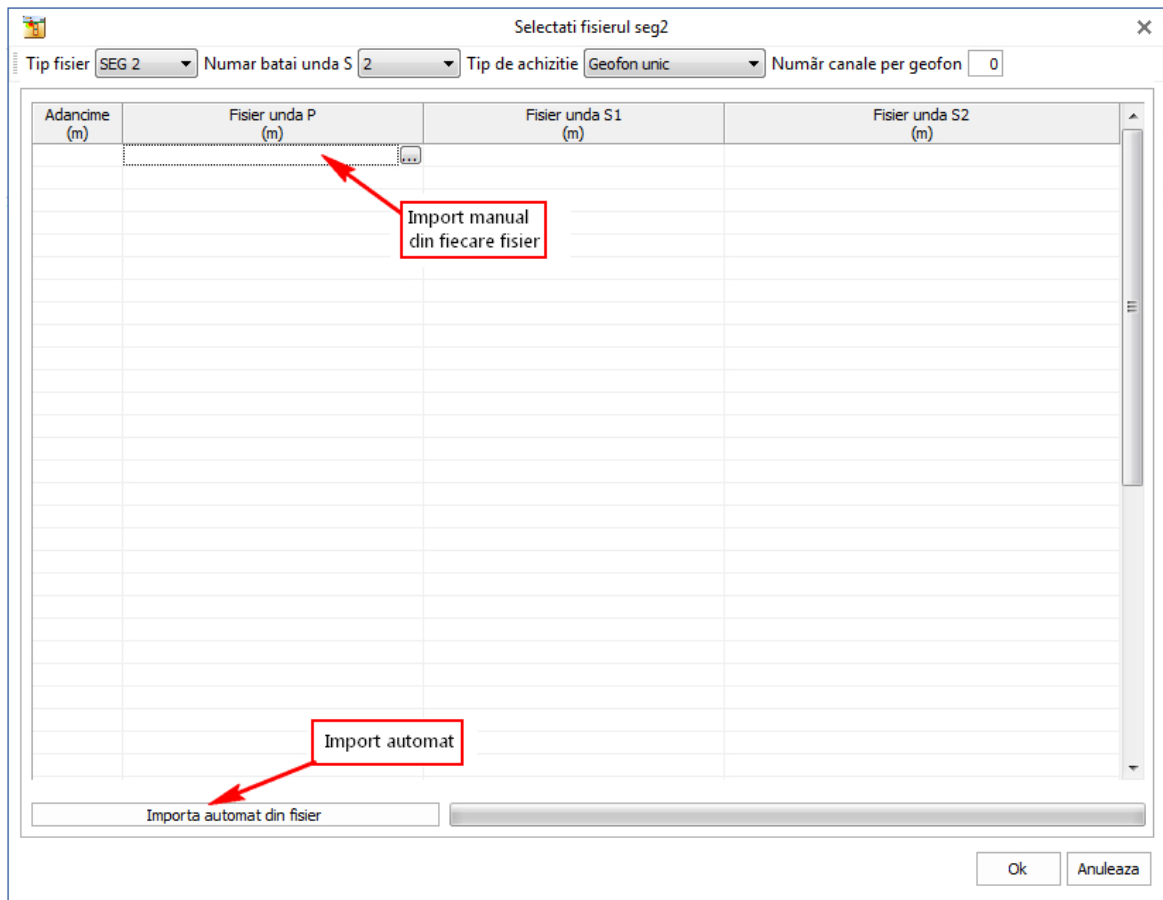 Selectati fisierul seg2
Tip fisier SEG 2 Numar batai unda S 2 Tip de achizitie Geofon unic Numãr canale per geofon 0
Adancime Fisier unda P Fisier unda S1 Fisier unda S2
(m) (m) (m) (m)
...
Import manual
din fiecare fisier
Import automat
Importa automat din fisier
Ok Anuleaza